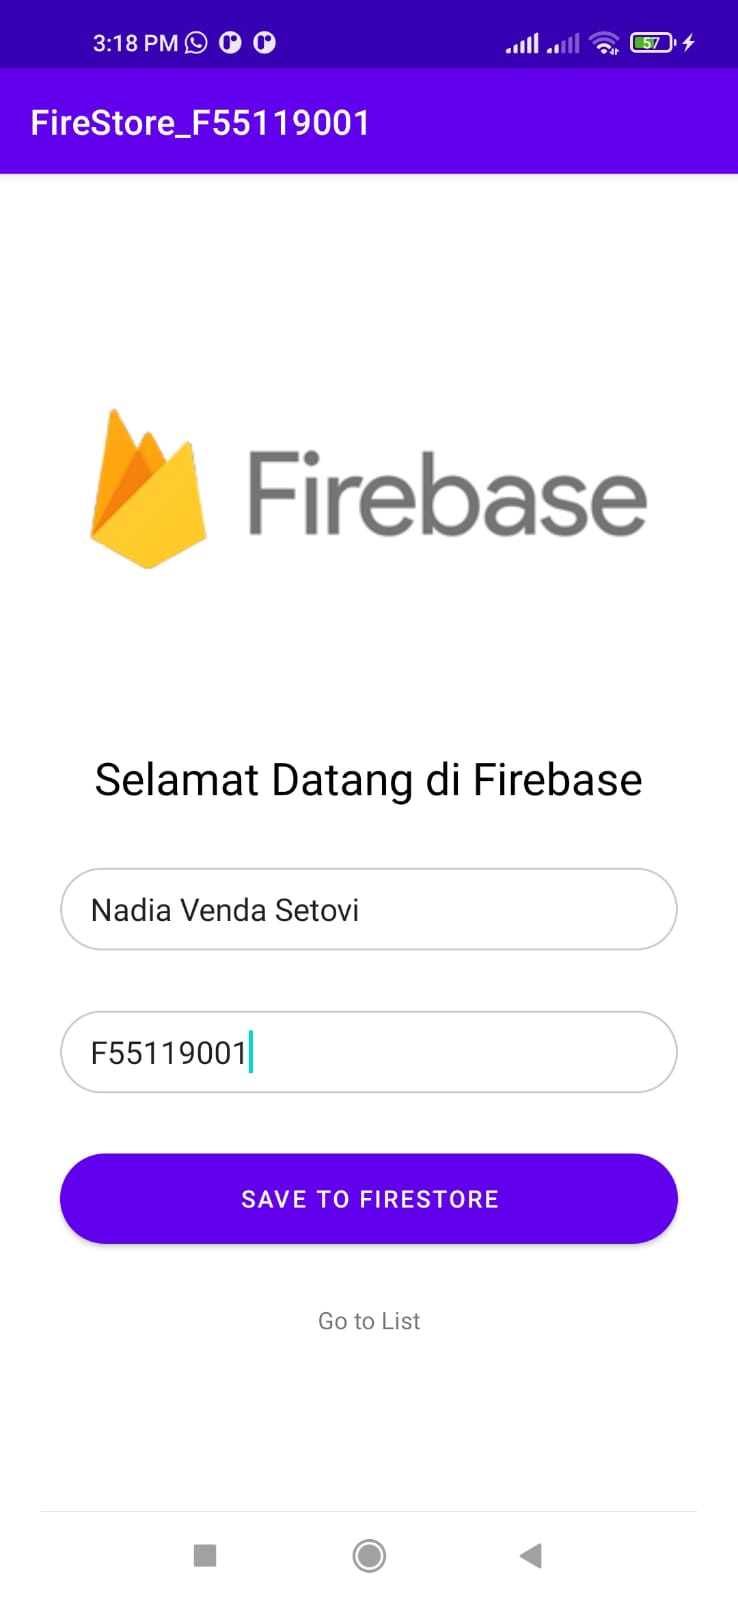 3:18 PM
57
FireStore_F55119001
Firebase
Selamat Datang di Firebase
Nadia Venda Setovi
F55119001
SAVE TO FIRESTORE
Go to List